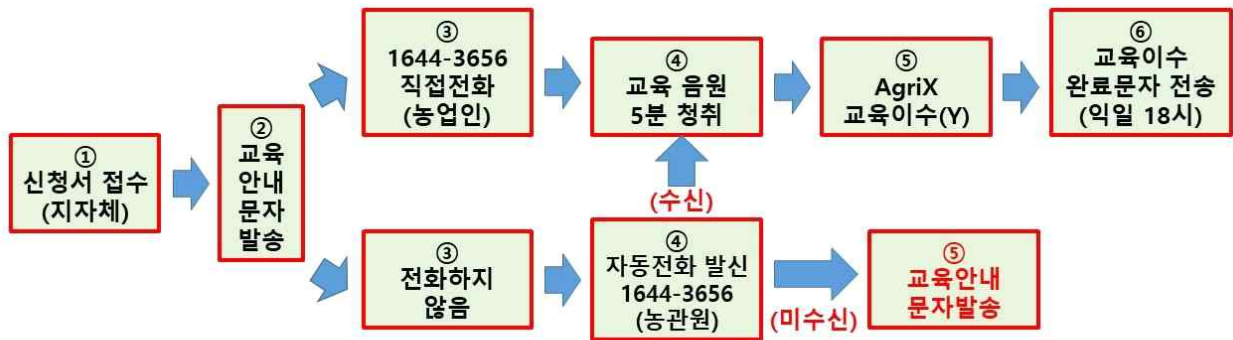 ①
신청서 접수
(지자체)
②
교육
안내
문자
발송
③
1644-3656
직접전화
(농업인)
④
교육 음원
5분 청취
⑤
AgriX
교육이수(Y)
⑥
교육이수
완료문자 전송
(익일 18시)
③
전화하지
않음
(수신)
④
자동전화 발신
1644-3656
(농관원)
(미수신)
⑤
교육안내
문자발송